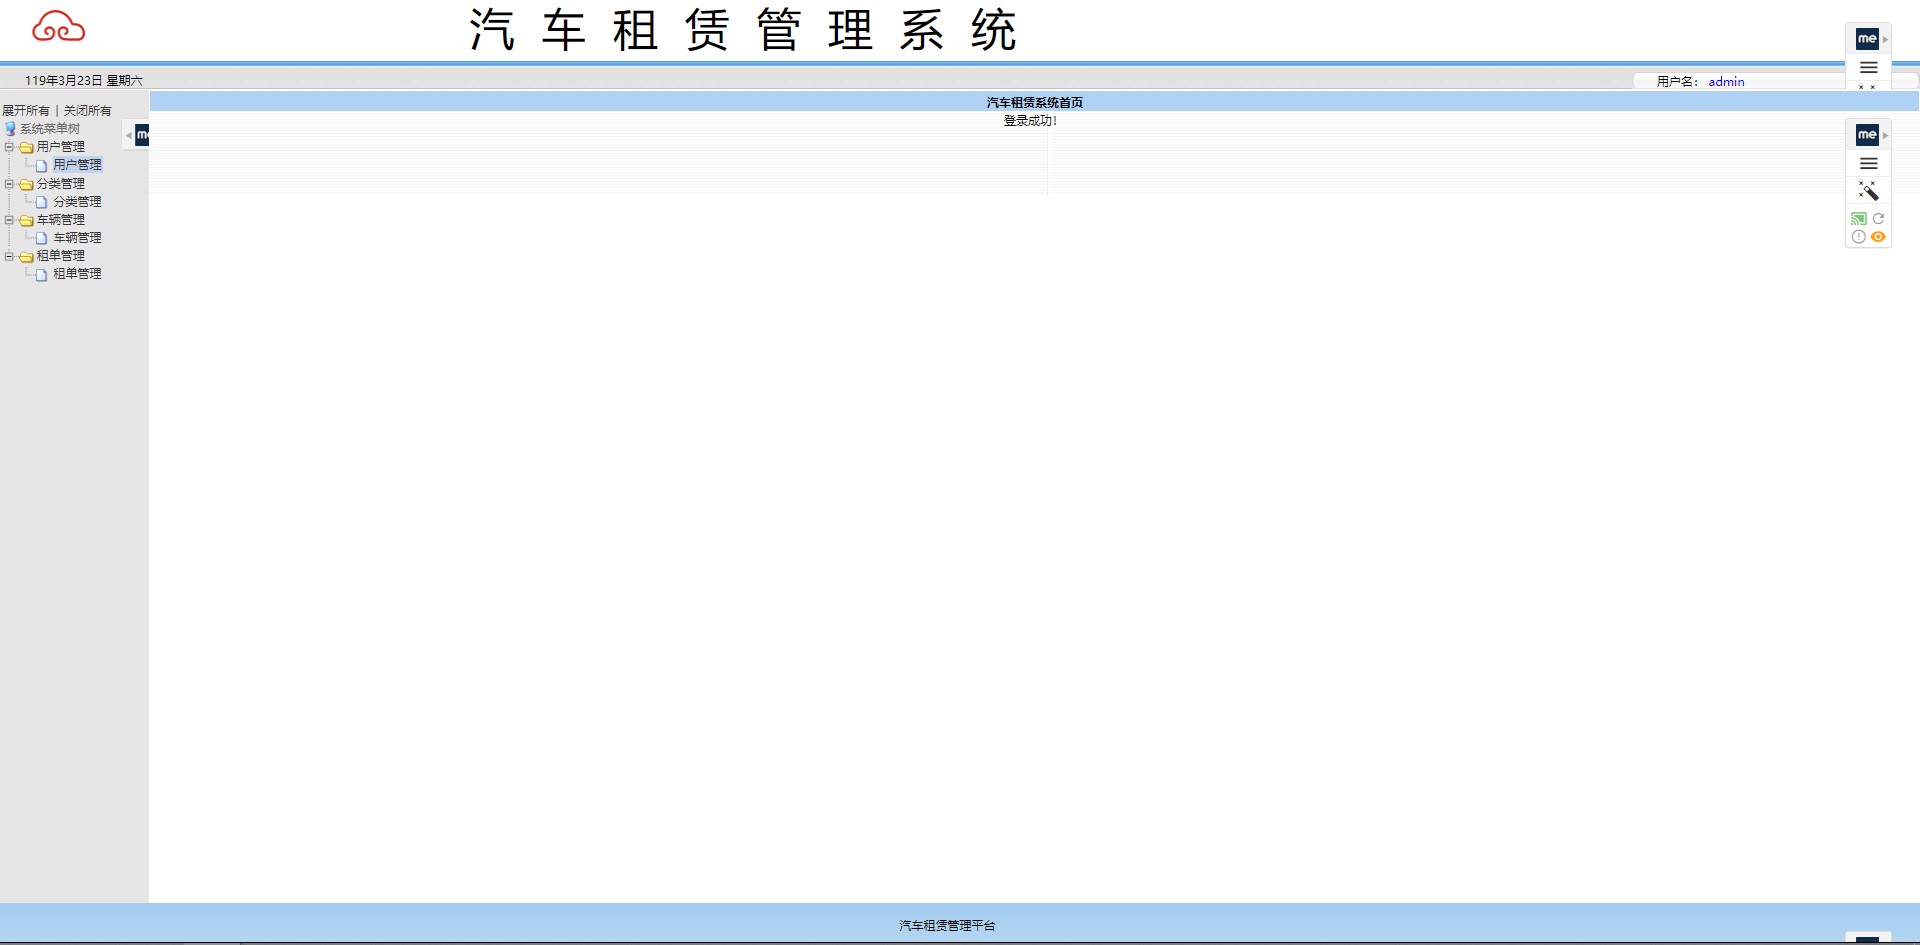 汽车租赁管理系统
119年3月23日 星期六
用户名： admin
me
展开所有 | 关闭所有
系统菜单树
用户管理
用户管理
分类管理
分类管理
车辆管理
车辆管理
租单管理
租单管理
汽车租赁系统首页
登录成功!
me
汽车租赁管理平台